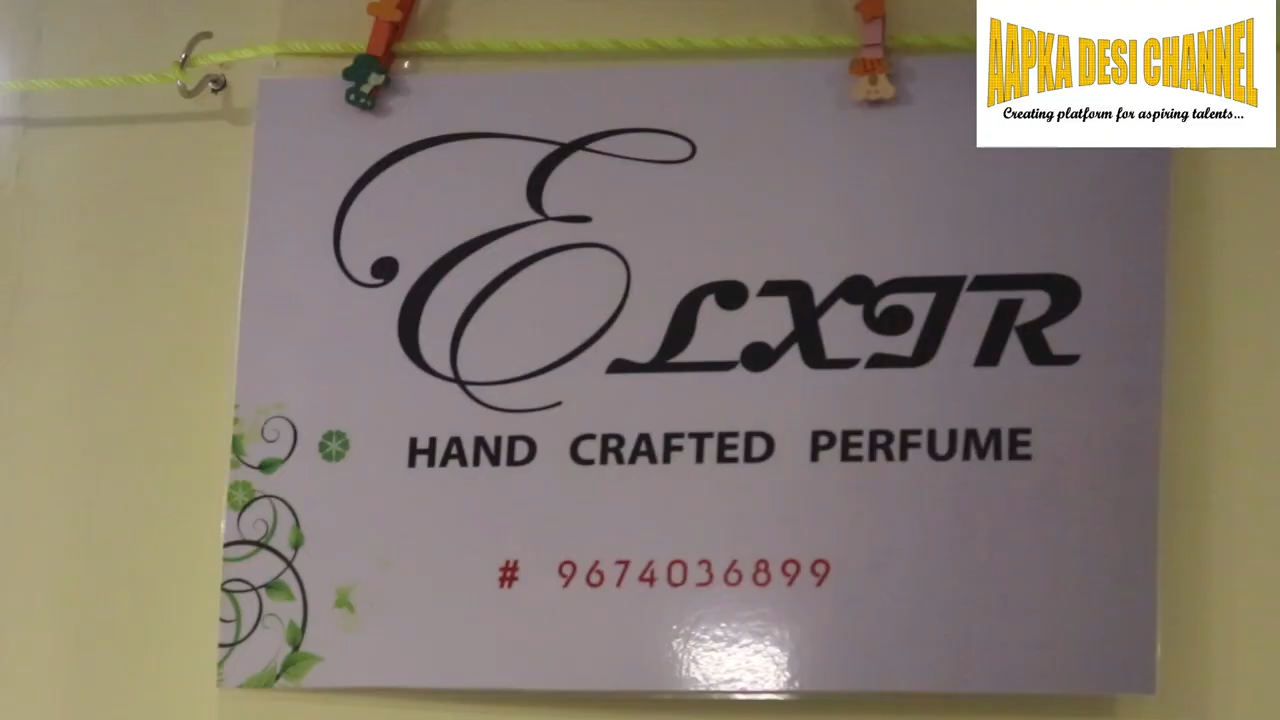 AAPKA DESI CHANNEL
Creating platform for aspiring talents...
ELXIR
HAND CRAFTED PERFUME
# 9674036899